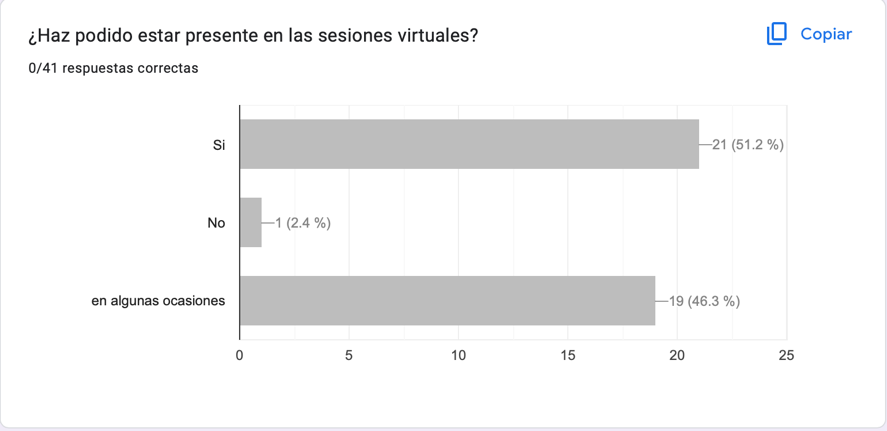 ¿Haz podido estar presente en las sesiones virtuales?
Copiar
0/41 respuestas correctas
Si
21 (51.2 %)
No
1 (2.4 %)
en algunas ocasiones
19 (46.3 %)
0 5 10 15 20 25